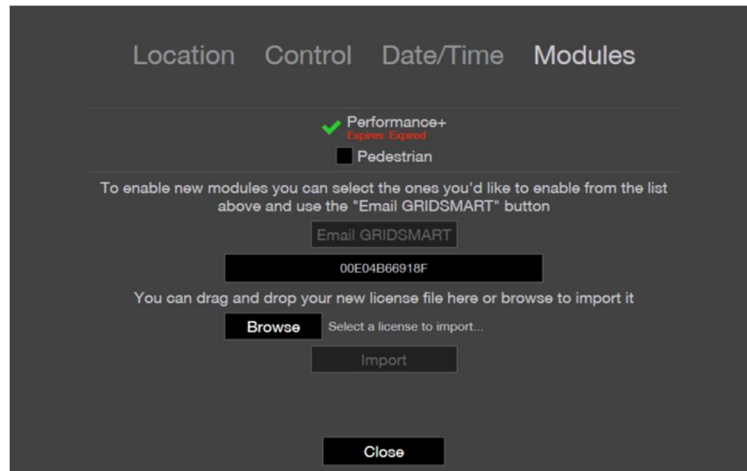 Location Control Date/Time Modules
Performance+
Expires: Expired
Pedestrian
To enable new modules you can select the ones you'd like to enable from the list
above and use the "Email GRIDSMART" button
Email GRIDSMART
00E04B66918F
You can drag and drop your new license file here or browse to import it
Browse Select a license to import...
Import
Close